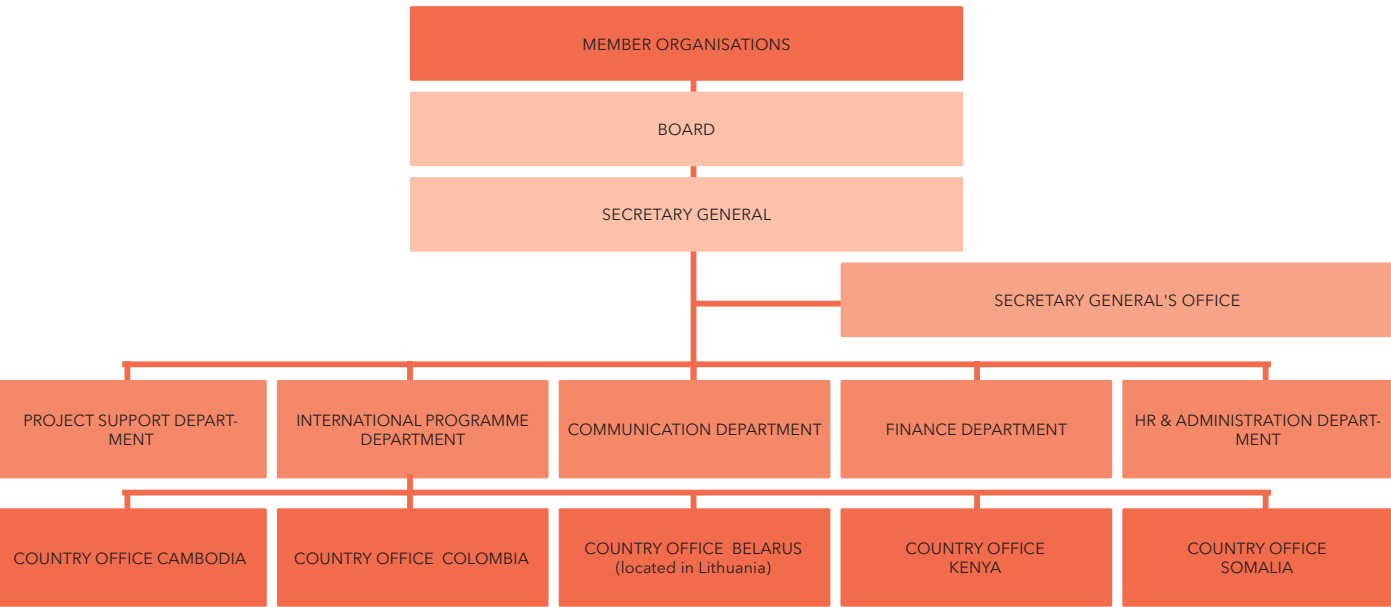 MEMBER ORGANISATIONS
BOARD
SECRETARY GENERAL
SECRETARY GENERAL'S OFFICE
PROJECT SUPPORT DEPART-
MENT
INTERNATIONAL PROGRAMME
DEPARTMENT
COMMUNICATION DEPARTMENT
FINANCE DEPARTMENT
HR & ADMINISTRATION DEPART-
MENT
COUNTRY OFFICE CAMBODIA
COUNTRY OFFICE COLOMBIA
COUNTRY OFFICE BELARUS
(located in Lithuania)
COUNTRY OFFICE
KENYA
COUNTRY OFFICE
SOMALIA